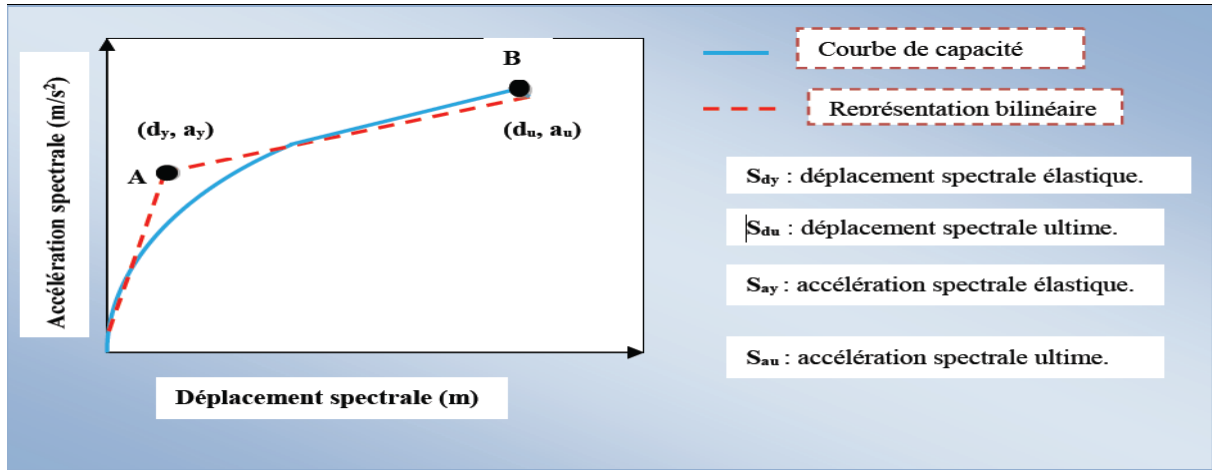 Accélération spectrale (m/s²)
B
(dy, ay)
(du, au)
A
Déplacement spectrale (m)
Courbe de capacité
Représentation bilinéaire
Sdy : déplacement spectrale élastique.
Sdu : déplacement spectrale ultime.
Say : accélération spectrale élastique.
Sau : accélération spectrale ultime.